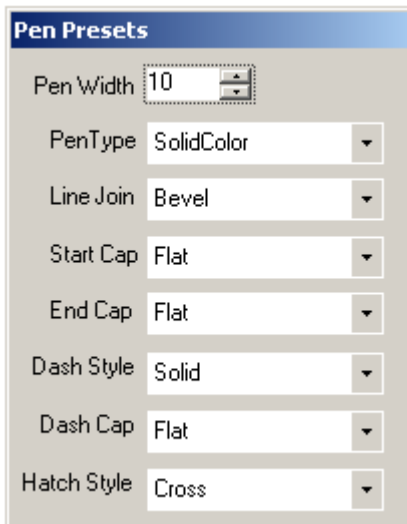 Pen Presets
Pen Width 10
PenType SolidColor
Line Join Bevel
Start Cap Flat
End Cap Flat
Dash Style Solid
Dash Cap Flat
Hatch Style Cross